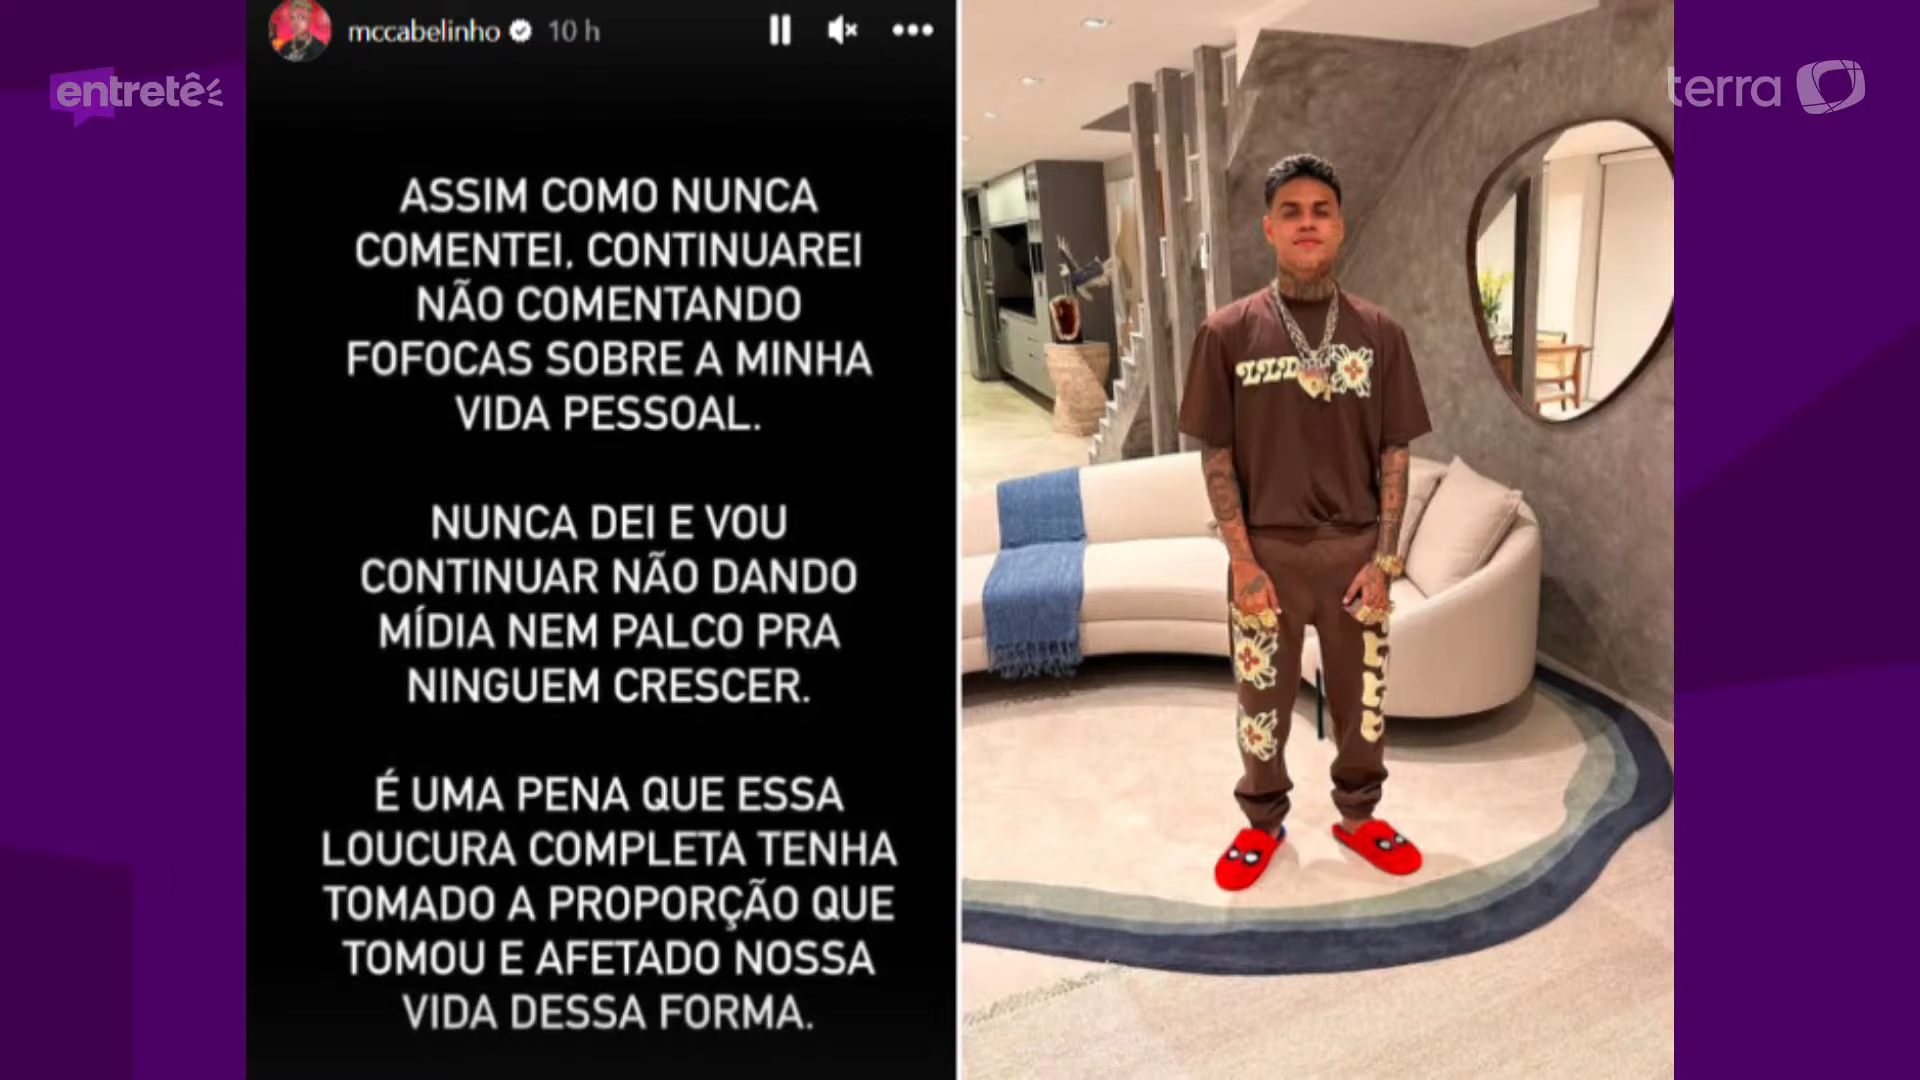 mccabelinho 10 h
entretê
terra
ASSIM COMO NUNCA
COMENTEI, CONTINUAREI
NÃO COMENTANDO
FOFOCAS SOBRE A MINHA
VIDA PESSOAL.
NUNCA DEI E VOU
CONTINUAR NÃO DANDO
MÍDIA NEM PALCO PRA
NINGUEM CRESCER.
É UMA PENA QUE ESSA
LOUCURA COMPLETA TENHA
TOMADO A PROPORÇÃO QUE
TOMOU E AFETADO NOSSA
VIDA DESSA FORMA.